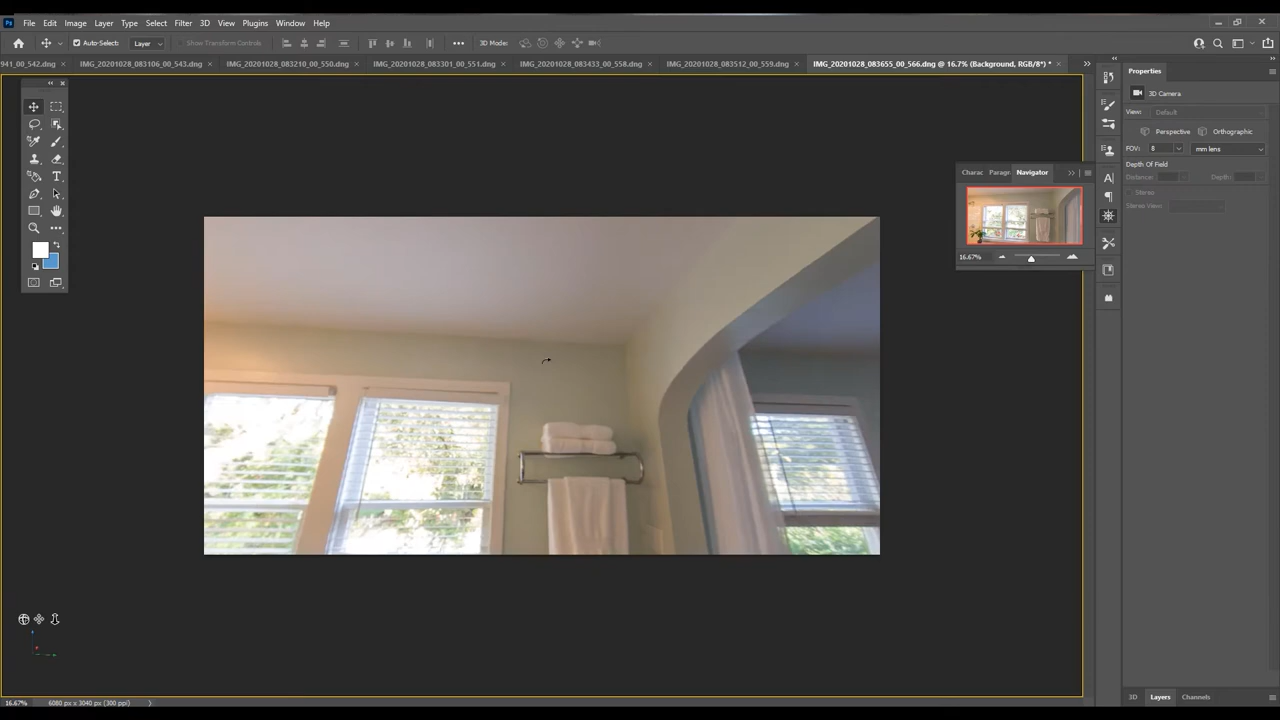 Ps File Edit Image Layer Type Select Filter 3D View Plugins Window Help
Auto-Select: Layer Show Transform Controls 3D Mode:
941_00_542.dng × IMG_20201028_083106_00_543.dng × IMG_20201028_083210_00_550.dng × IMG_20201028_083301_00_551.dng × IMG_20201028_083433_00_558.dng × IMG_20201028_083512_00_559.dng × IMG_20201028_083655_00_566.dng @ 16.7% (Background, RGB/8*) * ×
Properties
3D Camera
View: Default
Perspective Orthographic
FOV: 8 mm lens
Depth Of Field
Distance: Depth:
Stereo
Stereo View:
Charac Paragr Navigator
16.67%
3D Layers Channels
16.67% 6080 px x 3040 px (300 ppi)